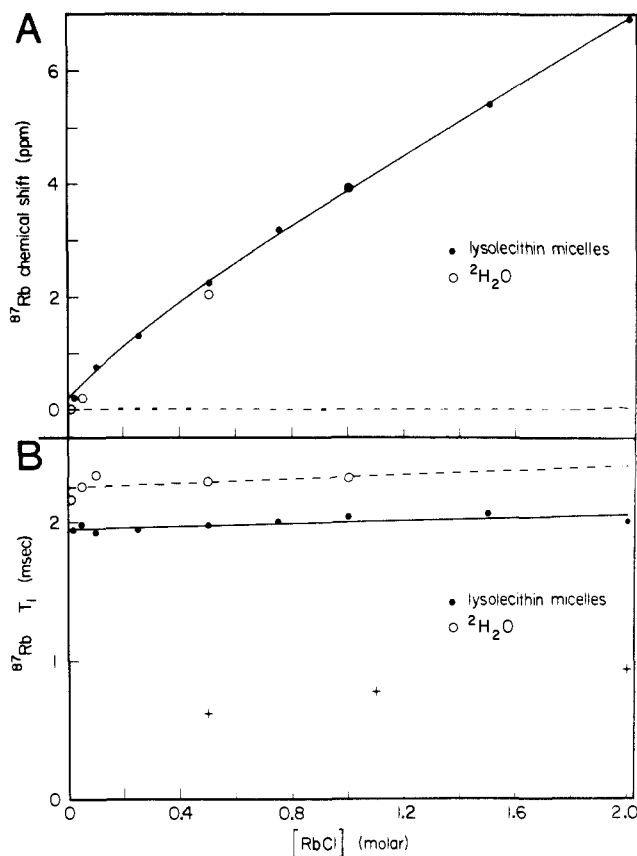 A
⁸⁷Rb chemical shift (ppm)
6
4
2
0
• lysolecithin micelles
○ ²H₂O
B
⁸⁷Rb T₁ (msec)
2
1
0
• lysolecithin micelles
○ ²H₂O
0 0.4 0.8 1.2 1.6 2.0
[RbCl] (molar)